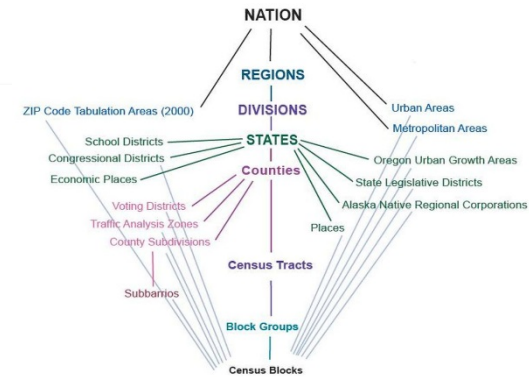 NATION
REGIONS
ZIP Code Tabulation Areas (2000)
DIVISIONS
Urban Areas
Metropolitan Areas
School Districts
STATES
Congressional Districts
Oregon Urban Growth Areas
Economic Places
Counties
State Legislative Districts
Voting Districts
Alaska Native Regional Corporations
Traffic Analysis Zones
Places
County Subdivisions
Census Tracts
Subbarrios
Block Groups
Census Blocks